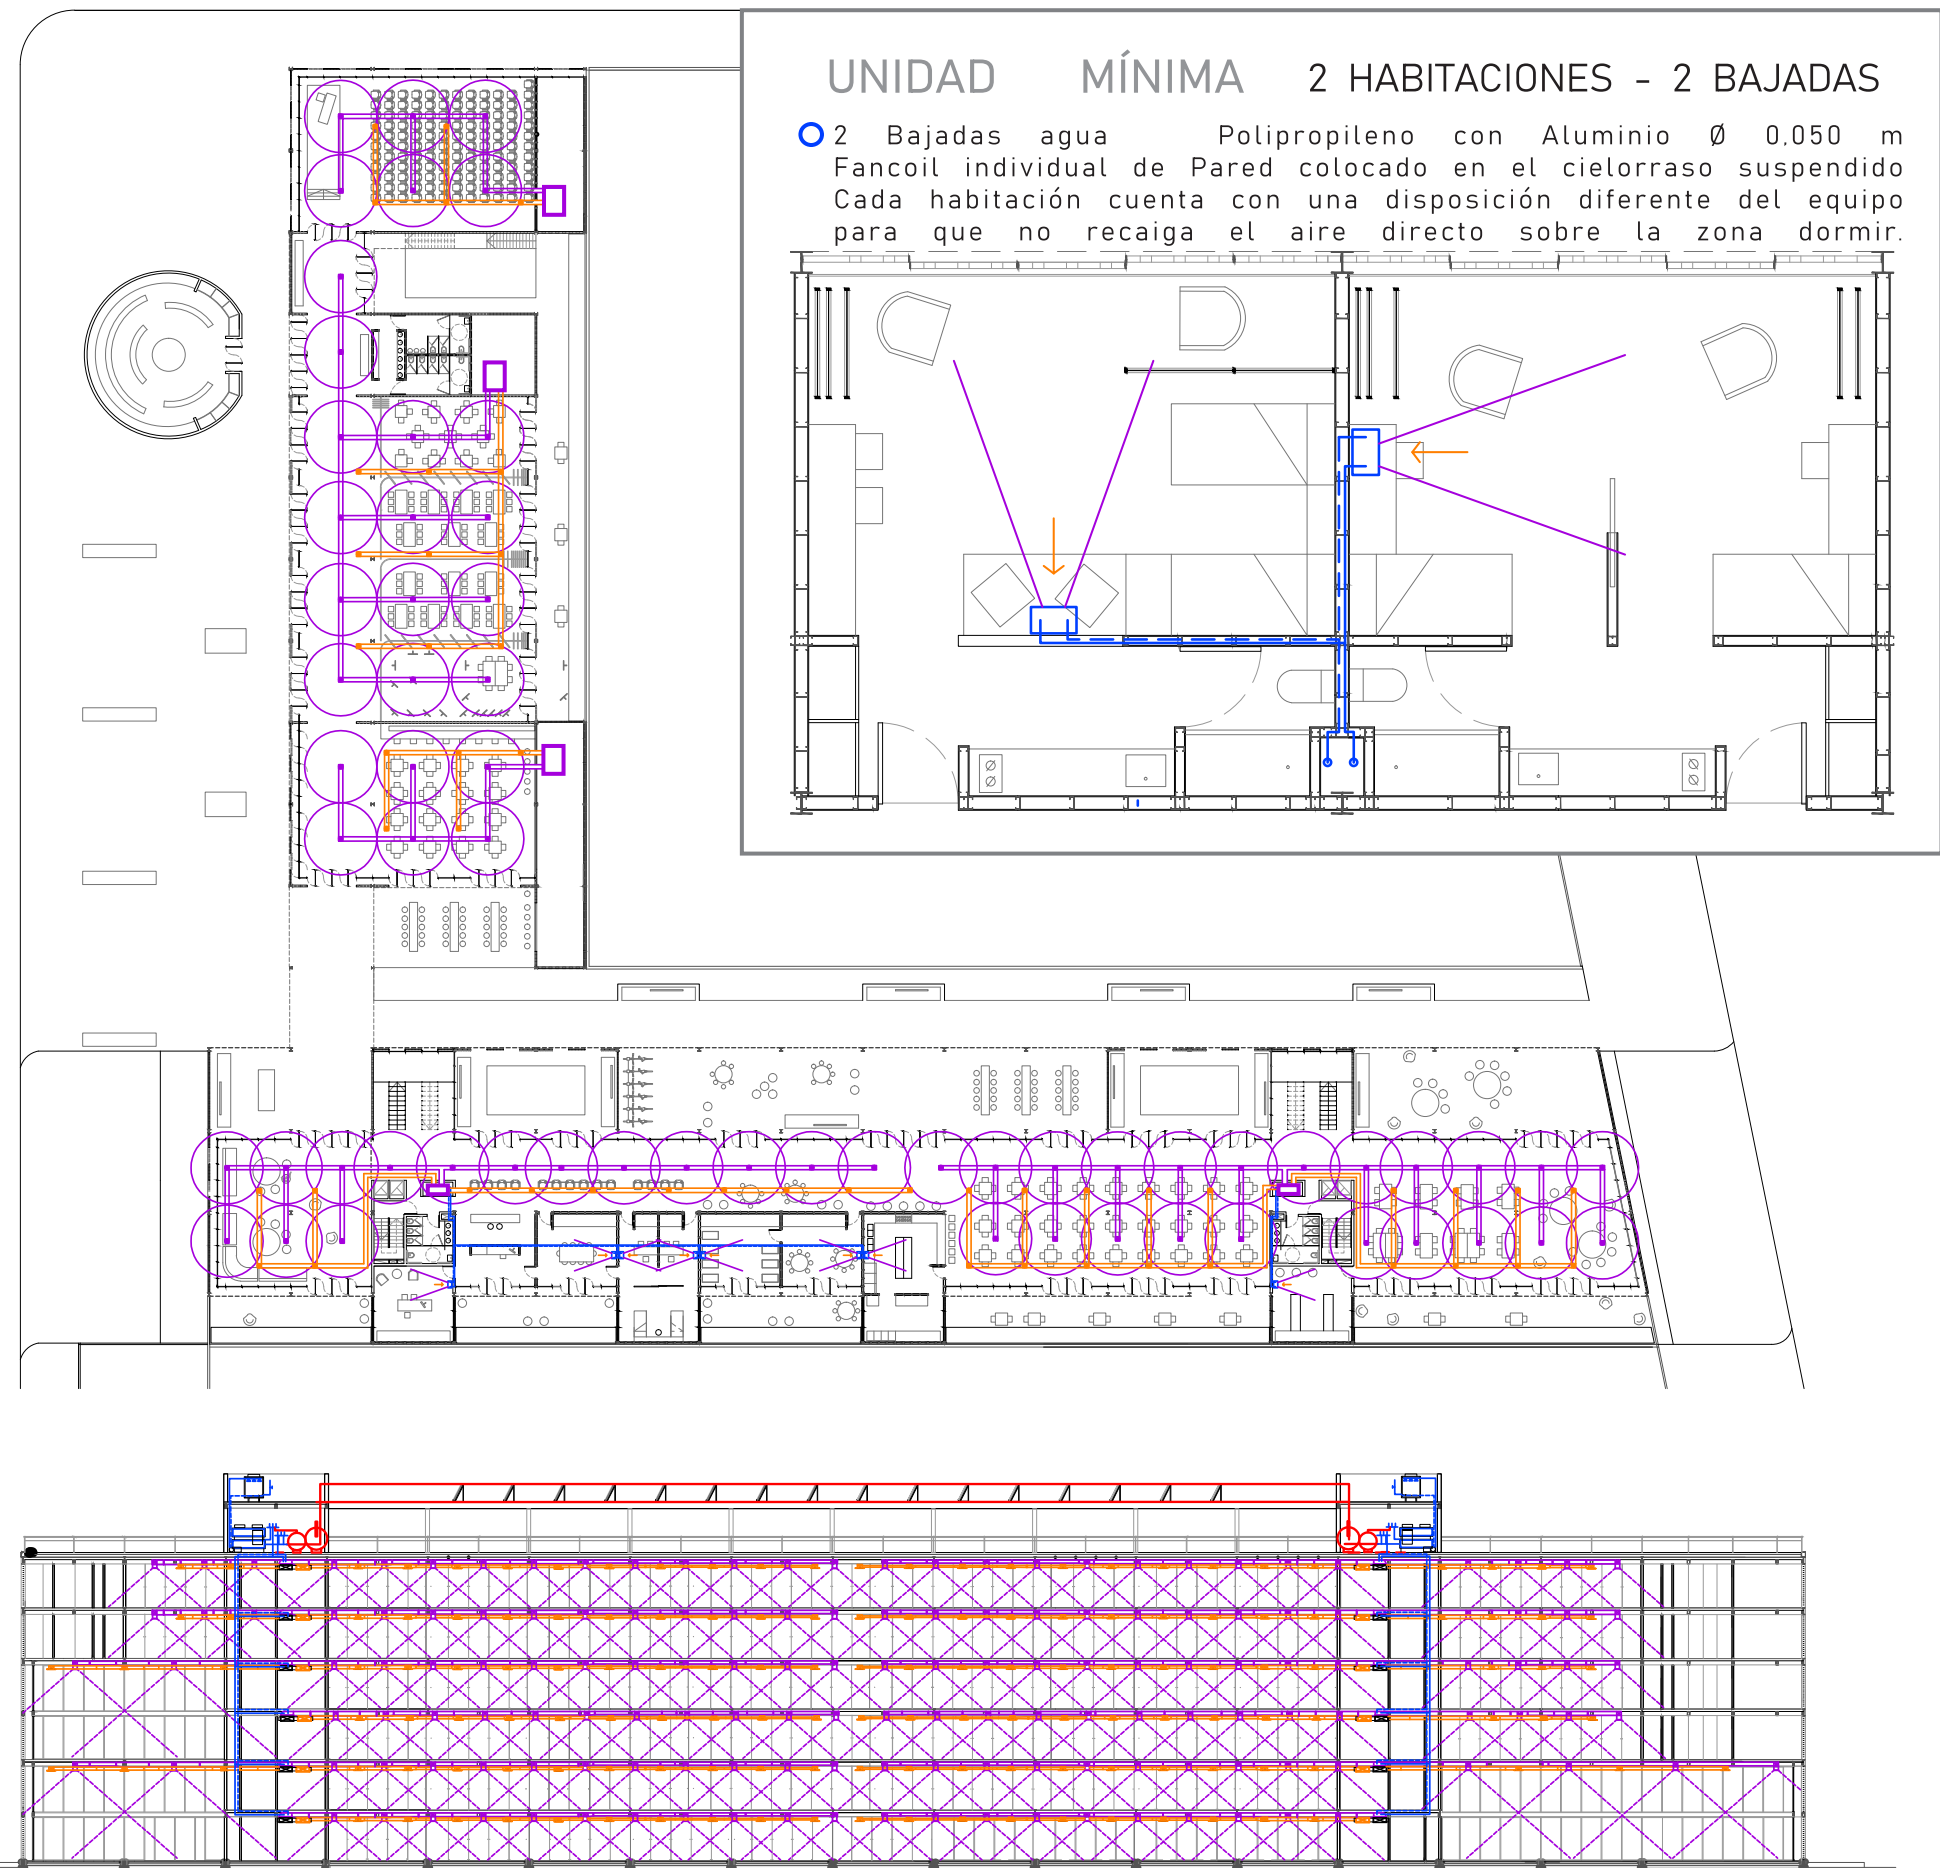 UNIDAD MÍNIMA 2 HABITACIONES - 2 BAJADAS
2 Bajadas agua Polipropileno con Aluminio Ø 0,050 m
Fancoil individual de Pared colocado en el cielorraso suspendido
Cada habitación cuenta con una disposición diferente del equipo
para que no recaiga el aire directo sobre la zona dormir.